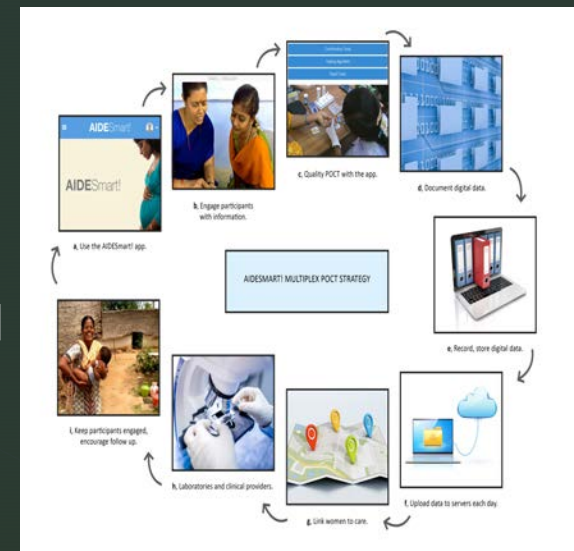 AIDESmart!
AIDESmart!
a, Use the AIDESmart! app.
b, Engage participants
with information.
c, Quality POCT with the app.
d, Document digital data.
AIDESMART! MULTIPLEX POCT STRATEGY
e, Record, store digital data.
f, Upload data to servers each day.
g, Link women to care.
h, Laboratories and clinical providers.
i, Keep participants engaged,
encourage follow up.